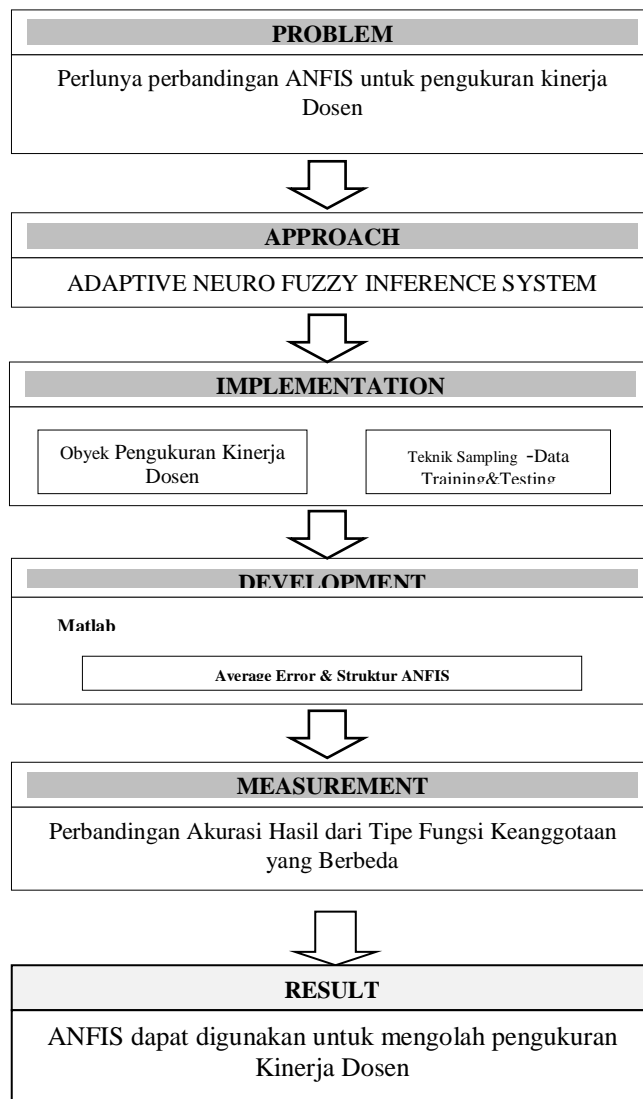 PROBLEM
Perlunya perbandingan ANFIS untuk pengukuran kinerja
Dosen
APPROACH
ADAPTIVE NEURO FUZZY INFERENCE SYSTEM
IMPLEMENTATION
Obyek Pengukuran Kinerja
Dosen
Teknik Sampling -Data
Training&Testing
DEVELOPMENT
Matlab
Average Error & Struktur ANFIS
MEASUREMENT
Perbandingan Akurasi Hasil dari Tipe Fungsi Keanggotaan
yang Berbeda
RESULT
ANFIS dapat digunakan untuk mengolah pengukuran
Kinerja Dosen